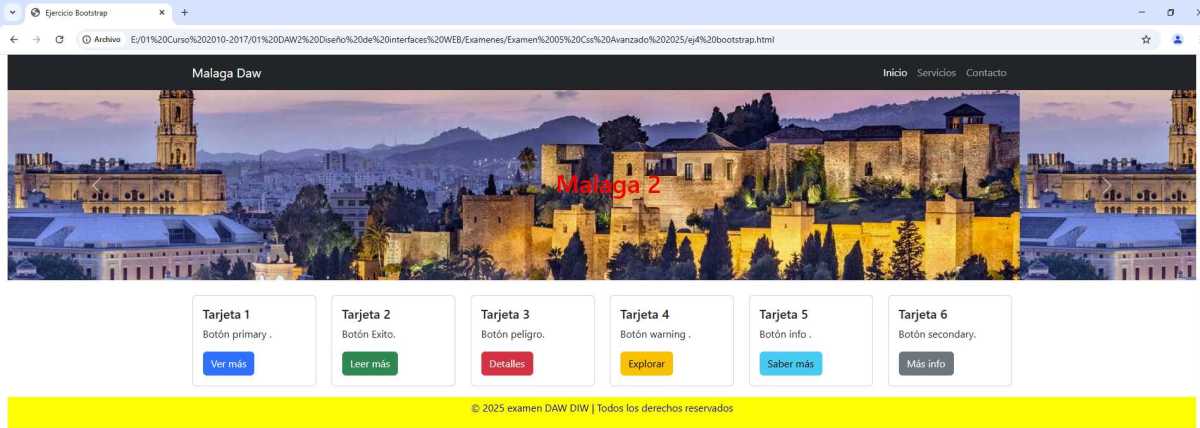 Ejercicio Bootstrap
Archivo E:/01%20Curso%202010-2017/01%20DAW2%20Diseño%20de%20interfaces%20WEB/Examenes/Examen%2005%20Css%20Avanzado%202025/ej4%20bootstrap.html
Malaga Daw Inicio Servicios Contacto
Malaga 2
Tarjeta 1 Tarjeta 2 Tarjeta 3 Tarjeta 4 Tarjeta 5 Tarjeta 6
Botón primary . Botón Exito. Botón peligro. Botón warning . Botón info . Botón secondary.
Ver más Leer más Detalles Explorar Saber más Más info
© 2025 examen DAW DIW | Todos los derechos reservados